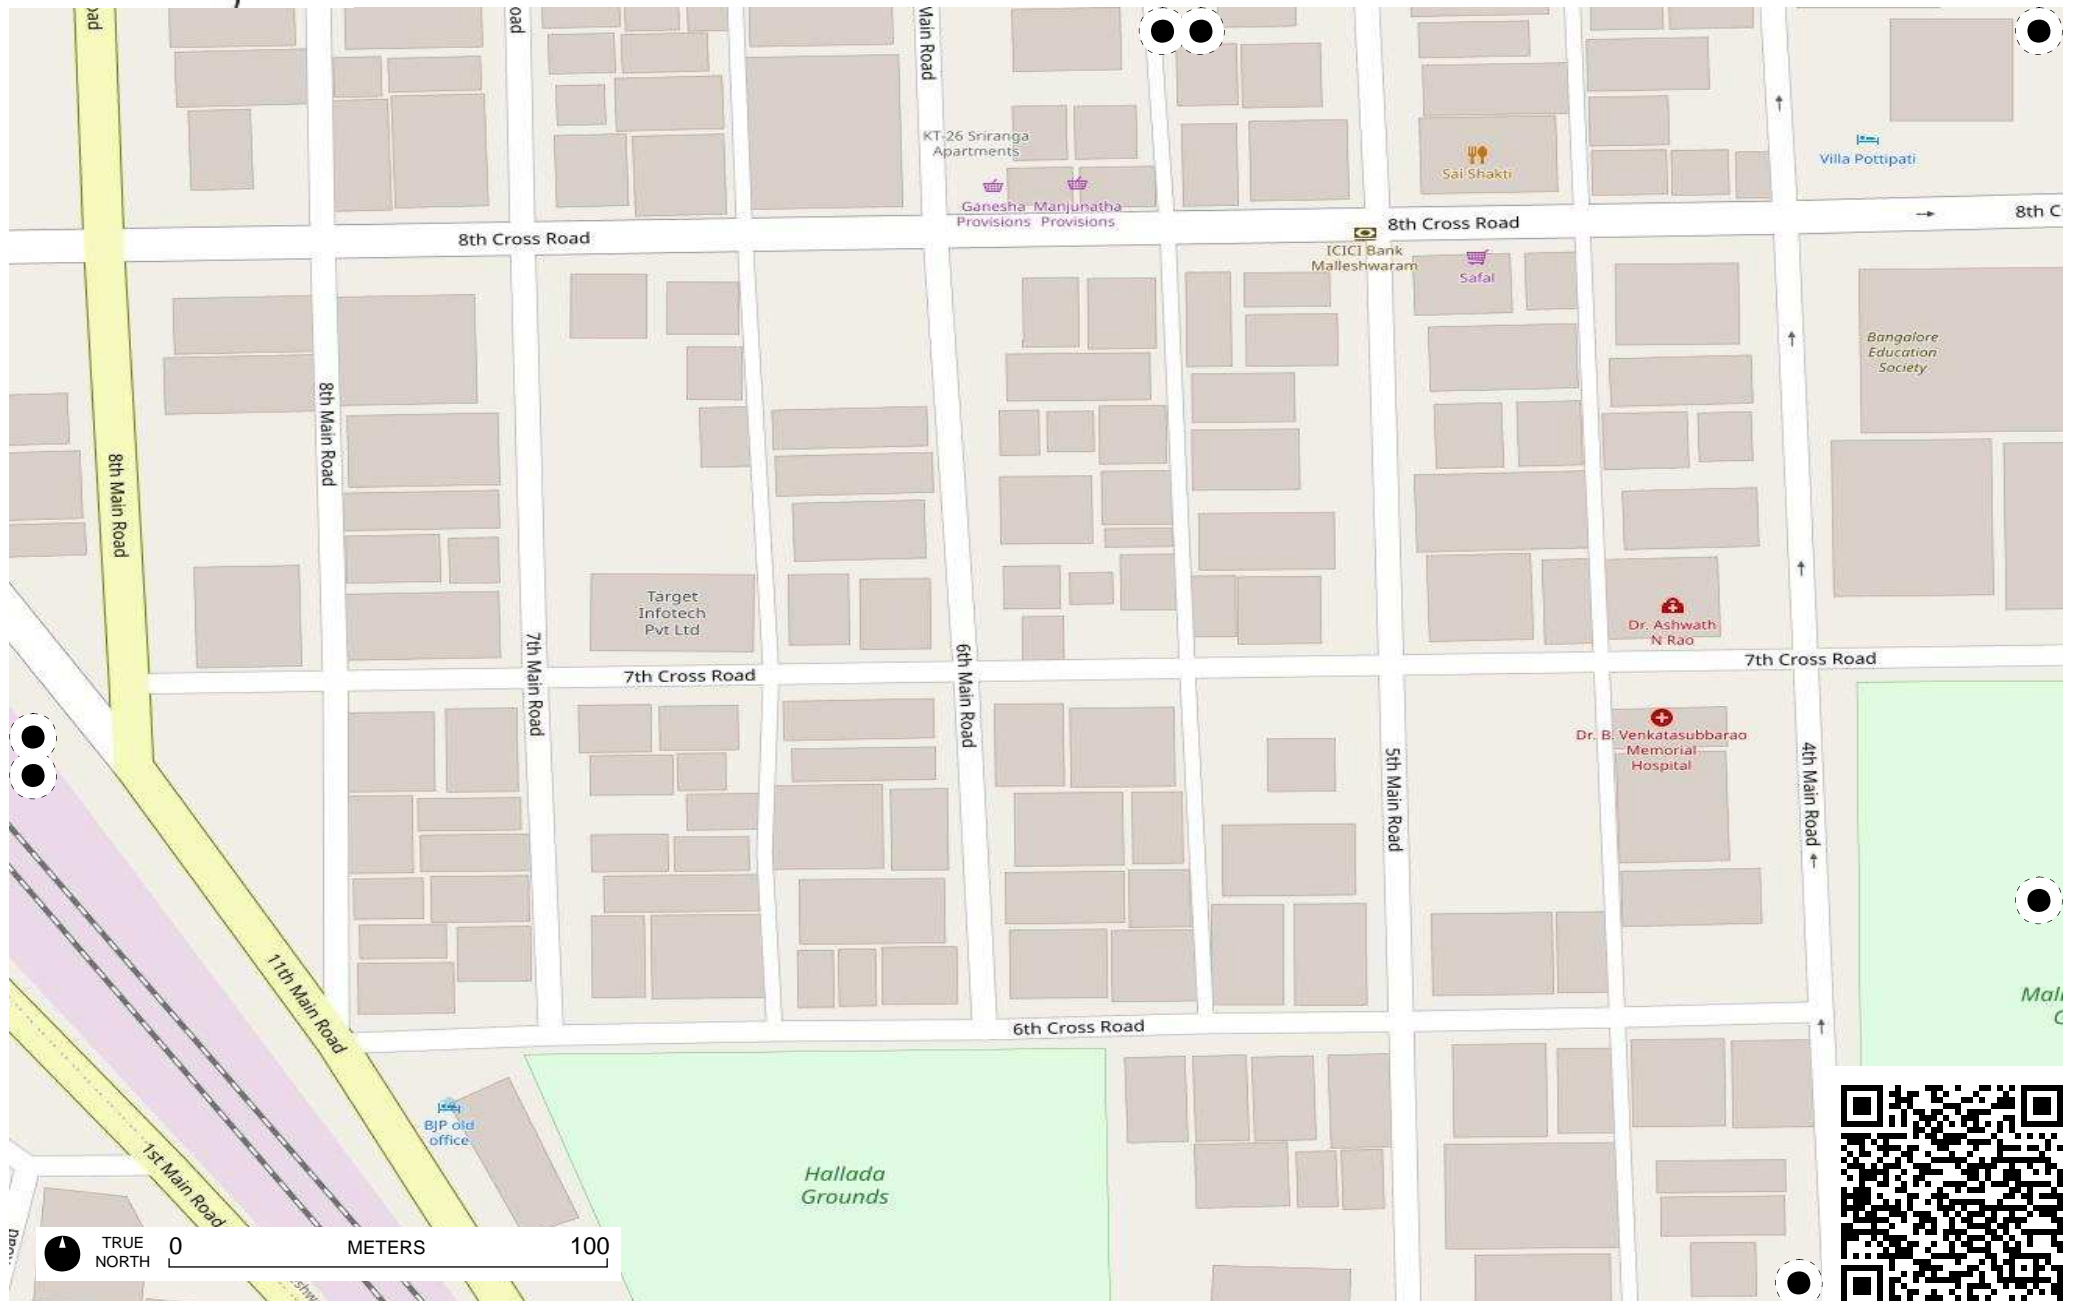 oad
oad
Main Road
KT-26 Sriranga
Apartments
Ganesha
Provisions
Manjunatha
Provisions
Sai Shakti
Villa Pottipati
8th Cross Road
8th Cross Road
8th C
ICICI Bank
Malleshwaram
Safal
Bangalore
Education
Society
8th Main Road
8th Main Road
Target
Infotech
Pvt Ltd
7th Main Road
6th Main Road
Dr. Ashwath
N Rao
7th Cross Road
7th Cross Road
Dr. B. Venkatasubbarao
Memorial
Hospital
5th Main Road
4th Main Road
11th Main Road
6th Cross Road
Mall
BJP old
office
1st Main Road
Hallada
Grounds
TRUE
NORTH
0
METERS
100